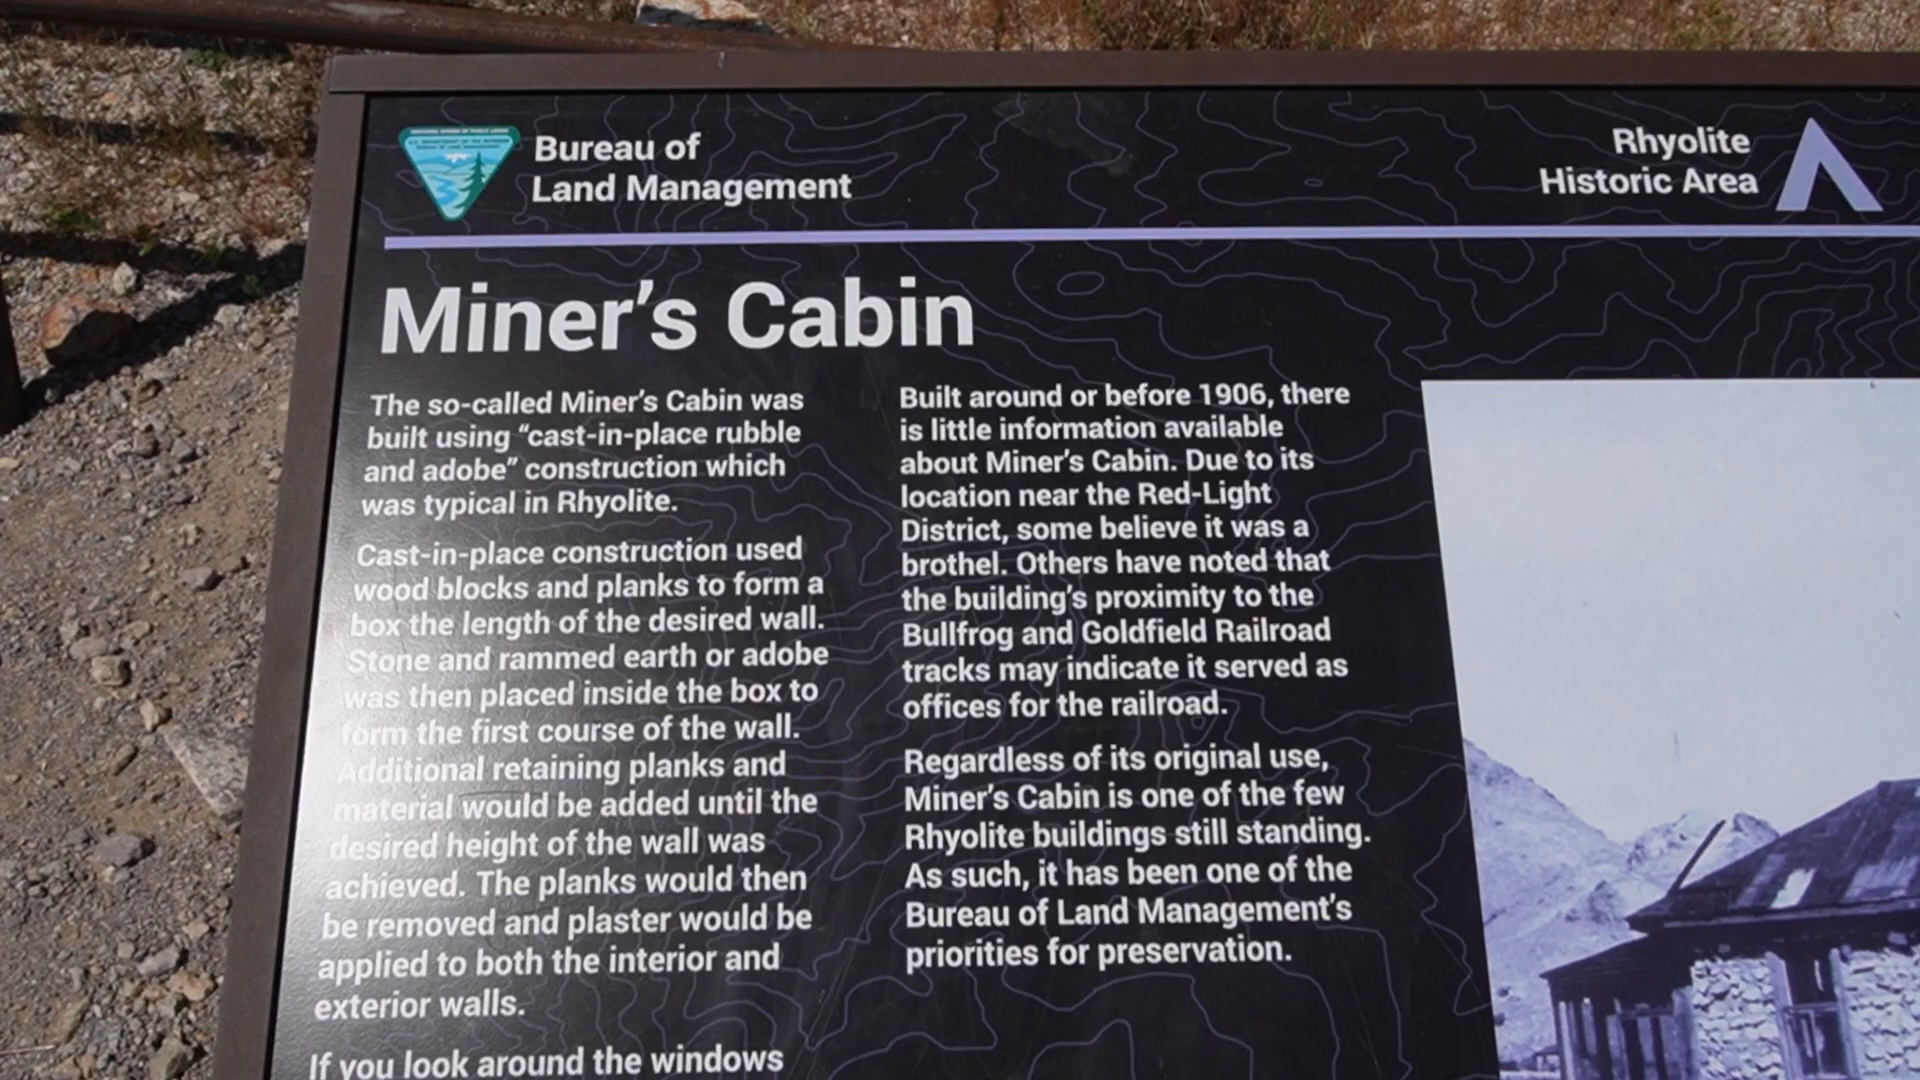 Bureau of
Land Management
Rhyolite
Historic Area
Miner's Cabin
The so-called Miner's Cabin was
built using "cast-in-place rubble
and adobe" construction which
was typical in Rhyolite.
Cast-in-place construction used
wood blocks and planks to form a
box the length of the desired wall.
Stone and rammed earth or adobe
was then placed inside the box to
form the first course of the wall.
Additional retaining planks and
material would be added until the
desired height of the wall was
achieved. The planks would then
be removed and plaster would be
applied to both the interior and
exterior walls.
If you look around the windows
Built around or before 1906, there
is little information available
about Miner's Cabin. Due to its
location near the Red-Light
District, some believe it was a
brothel. Others have noted that
the building's proximity to the
Bullfrog and Goldfield Railroad
tracks may indicate it served as
offices for the railroad.
Regardless of its original use,
Miner's Cabin is one of the few
Rhyolite buildings still standing.
As such, it has been one of the
Bureau of Land Management's
priorities for preservation.